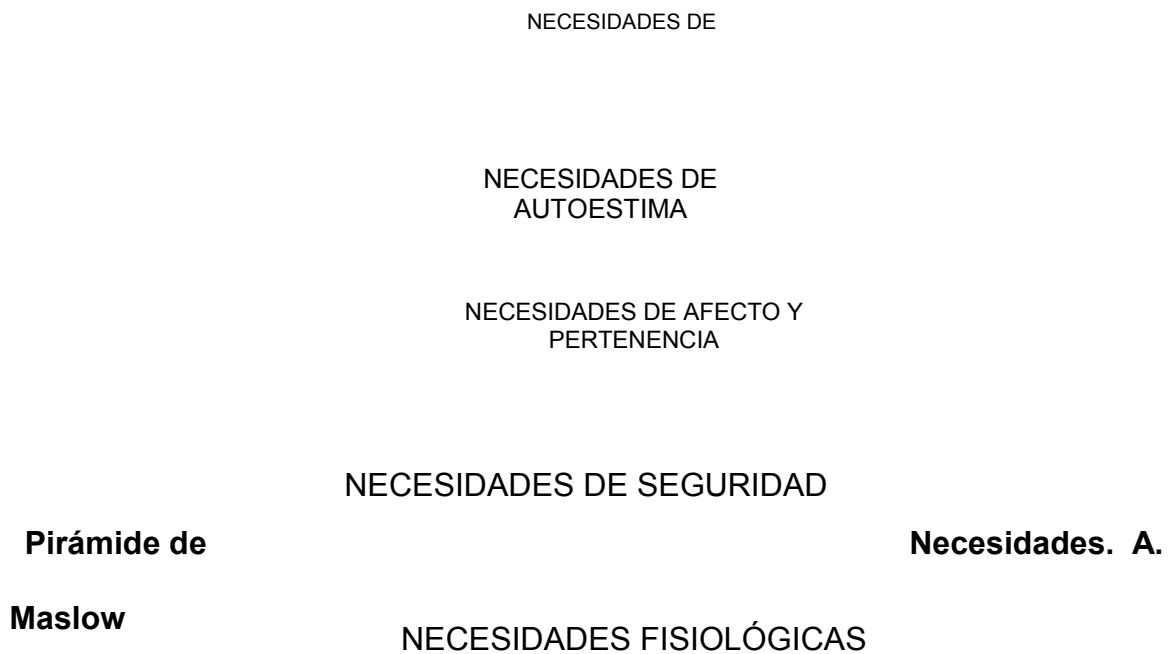 NECESIDADES DE
NECESIDADES DE
AUTOESTIMA
NECESIDADES DE AFECTO Y
PERTENENCIA
NECESIDADES DE SEGURIDAD
Pirámide de Necesidades. A.
Maslow
NECESIDADES FISIOLÓGICAS